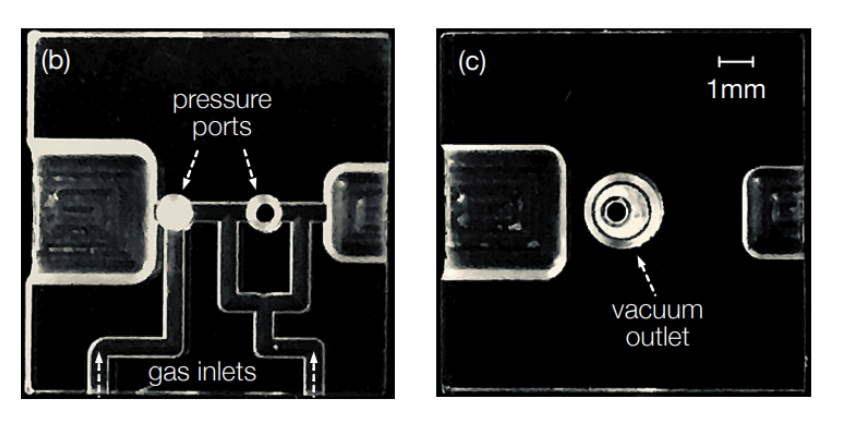 (b)
pressure
ports
gas inlets
(c)
1mm
vacuum
outlet